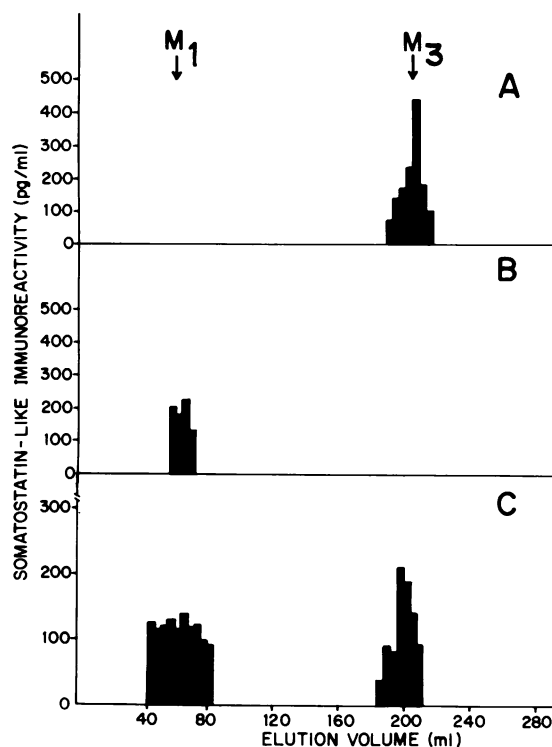 M1 M3
A
500
400
300
200
100
0
B
500
400
300
200
100
0
C
300
200
100
0
40 80 120 160 200 240 280
ELUTION VOLUME (ml)
SOMATOSTATIN-LIKE IMMUNOREACTIVITY (pg/ml)